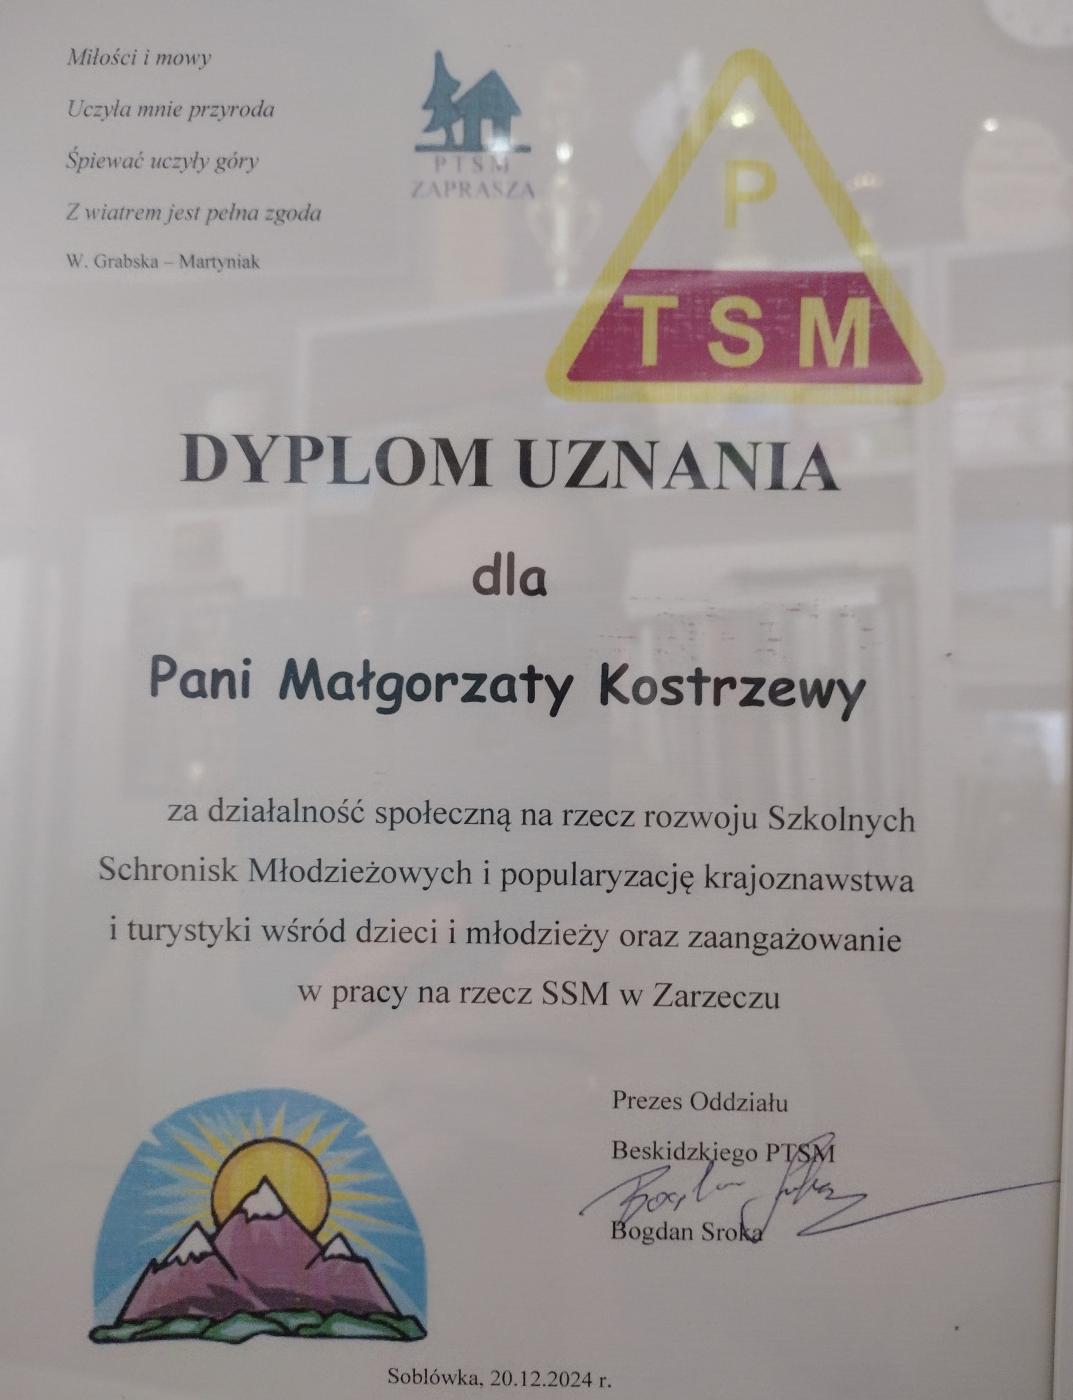 Miłości i mowy
Uczyła mnie przyroda
Śpiewać uczyły góry
Z wiatrem jest pełna zgoda
W. Grabska – Martyniak
PTSM
ZAPRASZA
P
TSM
DYPLOM UZNANIA
dla
Pani Małgorzaty Kostrzewy
za działalność społeczną na rzecz rozwoju Szkolnych
Schronisk Młodzieżowych i popularyzację krajoznawstwa
i turystyki wśród dzieci i młodzieży oraz zaangażowanie
w pracy na rzecz SSM w Zarzeczu
Prezes Oddziału
Beskidzkiego PTSM
Bogdan Sroka
Bogdan Sroka
Soblówka, 20.12.2024 r.